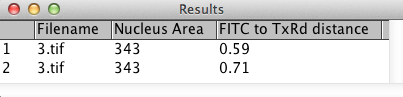 Results
Filename Nucleus Area FITC to TxRd distance
1 3.tif 343 0.59
2 3.tif 343 0.71